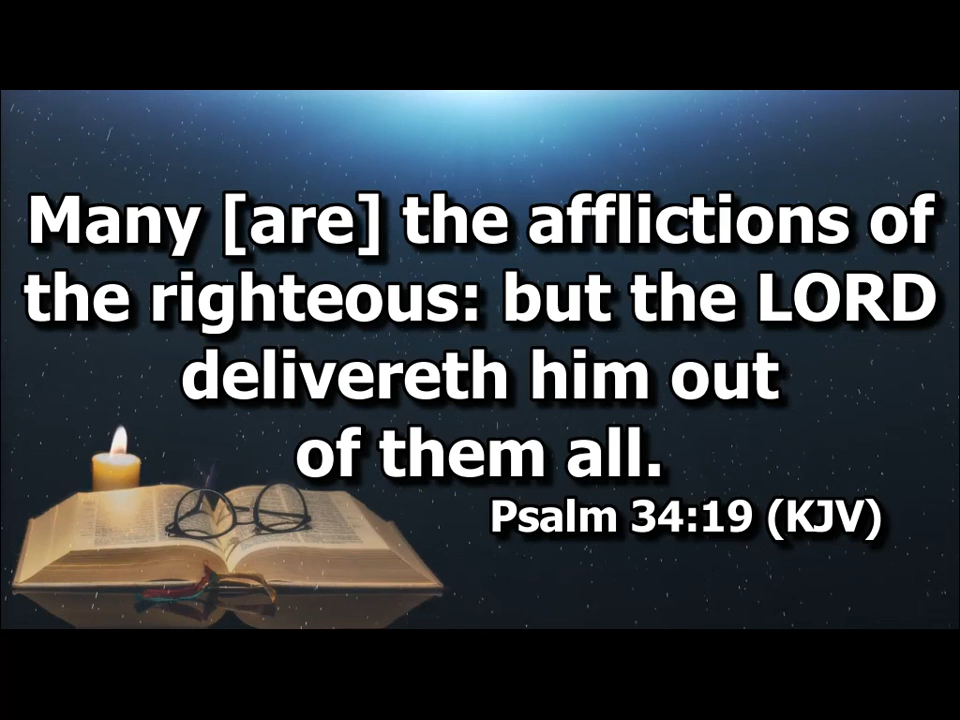 Many [are] the afflictions of
the righteous: but the LORD
delivereth him out
of them all.
Psalm 34:19 (KJV)